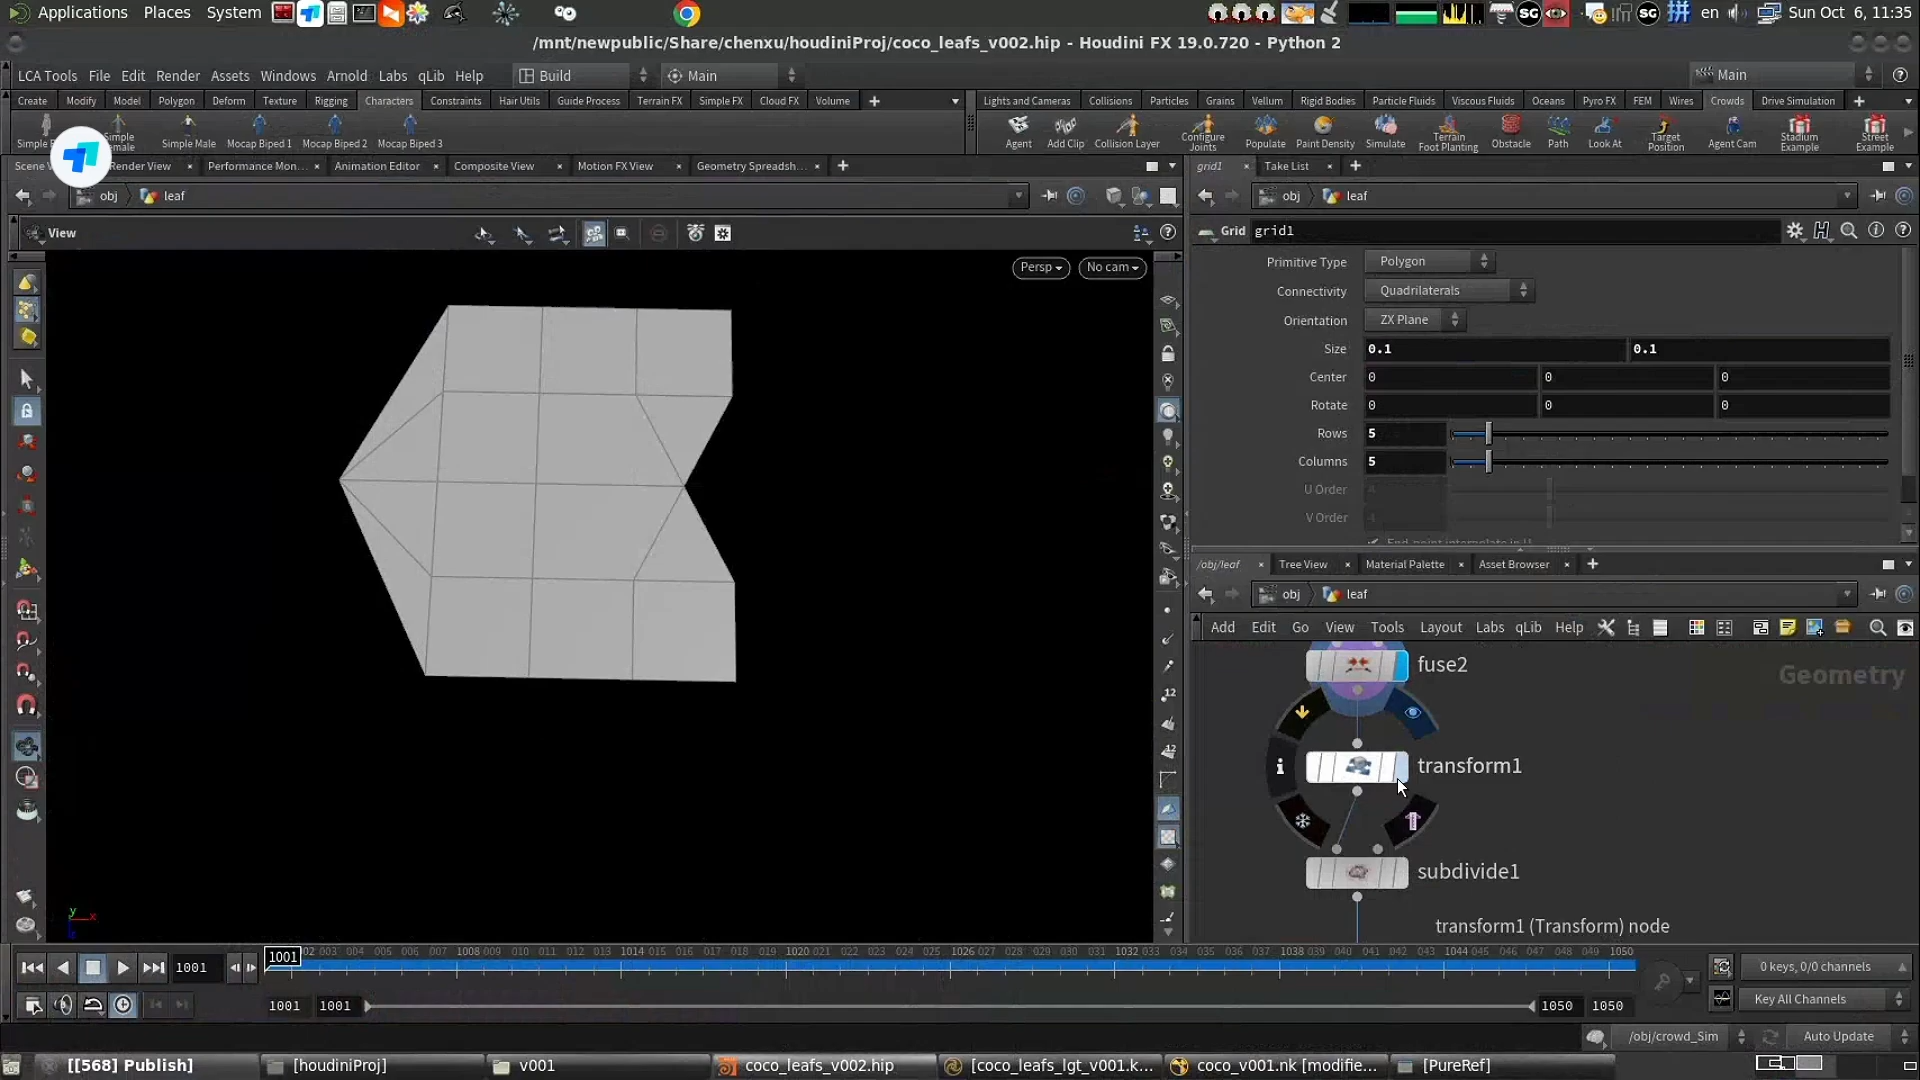 Applications Places System en Sun Oct 6, 11:35
/mnt/newpublic/Share/chenxu/houdiniProj/coco_leafs_v002.hip - Houdini FX 19.0.720 - Python 2
LCA Tools File Edit Render Assets Windows Arnold Labs qLib Help Build Main Main
Create Modify Model Polygon Deform Texture Rigging Characters Constraints Hair Utils Guide Process Terrain FX Simple FX Cloud FX Volume
Lights and Cameras Collisions Particles Grains Vellum Rigid Bodies Particle Fluids Viscous Fluids Oceans Pyro FX FEM Wires Crowds Drive Simulation
Simple Male Mocap Biped 1 Mocap Biped 2 Mocap Biped 3
Agent Add Clip Collision Layer Configure Joints Populate Paint Density Simulate Terrain Foot Planting Obstacle Path Look At Target Position Agent Cam Stadium Example Street Example
Render View Performance Mon... Animation Editor Composite View Motion FX View Geometry Spreadsh...
grid1 Take List
obj leaf
obj leaf
View
Grid grid1
Persp No cam
Primitive Type Polygon
Connectivity Quadrilaterals
Orientation ZX Plane
Size 0.1 0.1
Center 0 0 0
Rotate 0 0 0
Rows 5
Columns 5
U Order
V Order
/obj/leaf Tree View Material Palette Asset Browser
obj leaf
Add Edit Go View Tools Layout Labs qLib Help
fuse2
Geometry
transform1
subdivide1
transform1 (Transform) node
y x
1001 1001
1008 1014 1020 1026 1032 1038 1044 1050
0 keys, 0/0 channels
1001 1001 1050 1050
Key All Channels
/obj/crowd_Sim Auto Update
[[568] Publish] [houdiniProj] v001 coco_leafs_v002.hip [coco_leafs_lgt_v001.k... coco_v001.nk [modifie... [PureRef]